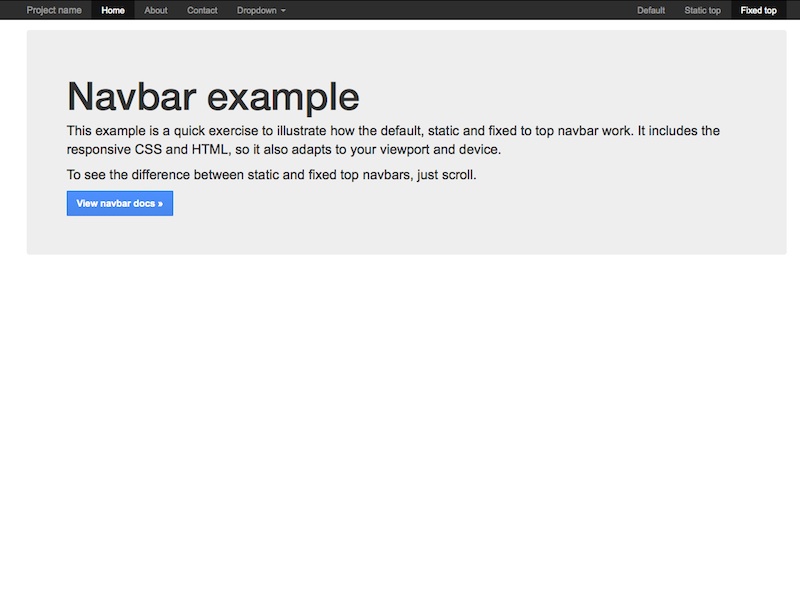 Project name Home About Contact Dropdown Default Static top Fixed top
Navbar example
This example is a quick exercise to illustrate how the default, static and fixed to top navbar work. It includes the
responsive CSS and HTML, so it also adapts to your viewport and device.
To see the difference between static and fixed top navbars, just scroll.
View navbar docs »